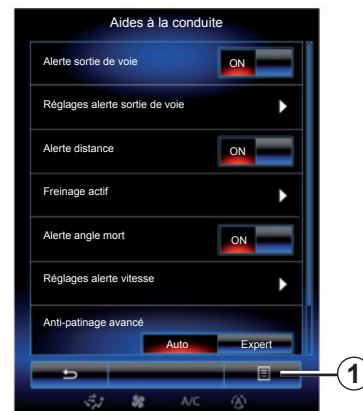 Aides à la conduite
Alerte sortie de voie ON
Réglages alerte sortie de voie
Alerte distance ON
Freinage actif
Alerte angle mort ON
Réglages alerte vitesse
Anti-patinage avancé
Auto Expert
1
A/C